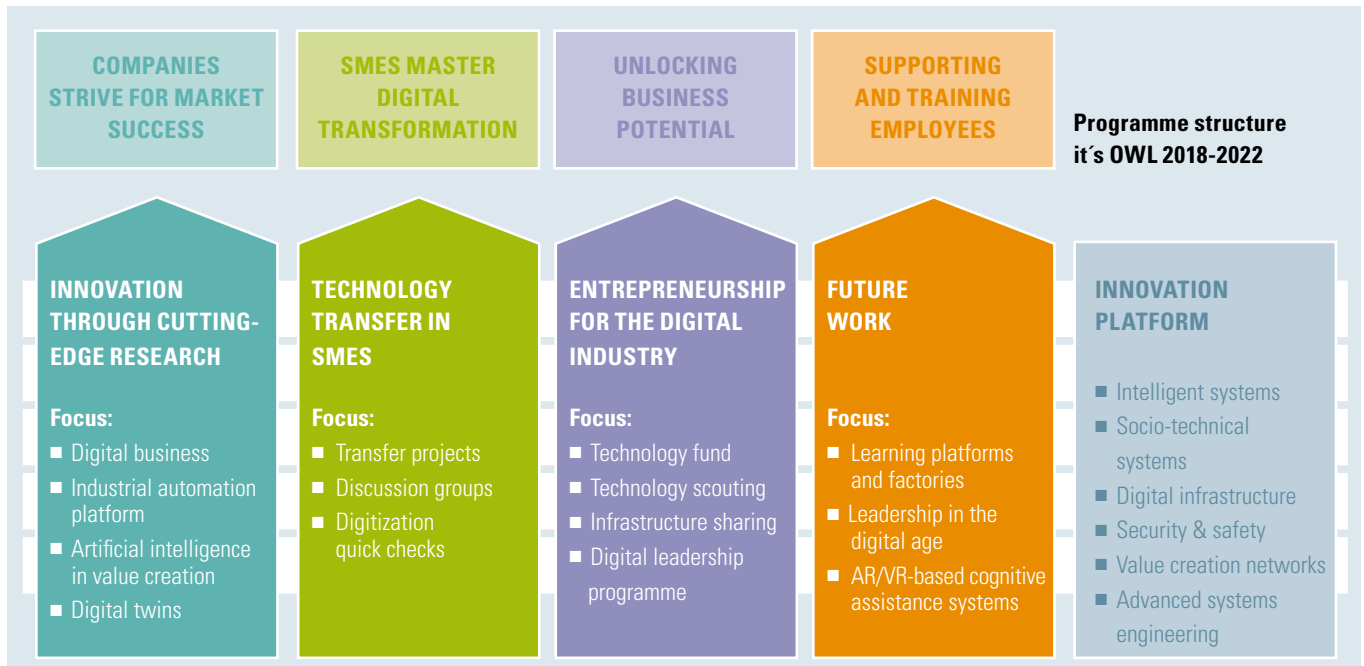 COMPANIES
STRIVE FOR MARKET
SUCCESS
SMES MASTER
DIGITAL
TRANSFORMATION
UNLOCKING
BUSINESS
POTENTIAL
SUPPORTING
AND TRAINING
EMPLOYEES
Programme structure
it´s OWL 2018-2022
INNOVATION
THROUGH CUTTING-
EDGE RESEARCH
Focus:
■ Digital business
■ Industrial automation
platform
■ Artificial intelligence
in value creation
■ Digital twins
TECHNOLOGY
TRANSFER IN
SMES
Focus:
■ Transfer projects
■ Discussion groups
■ Digitization
quick checks
ENTREPRENEURSHIP
FOR THE DIGITAL
INDUSTRY
Focus:
■ Technology fund
■ Technology scouting
■ Infrastructure sharing
■ Digital leadership
programme
FUTURE
WORK
Focus:
■ Learning platforms
and factories
■ Leadership in the
digital age
■ AR/VR-based cognitive
assistance systems
INNOVATION
PLATFORM
■ Intelligent systems
■ Socio-technical
systems
■ Digital infrastructure
■ Security & safety
■ Value creation networks
■ Advanced systems
engineering